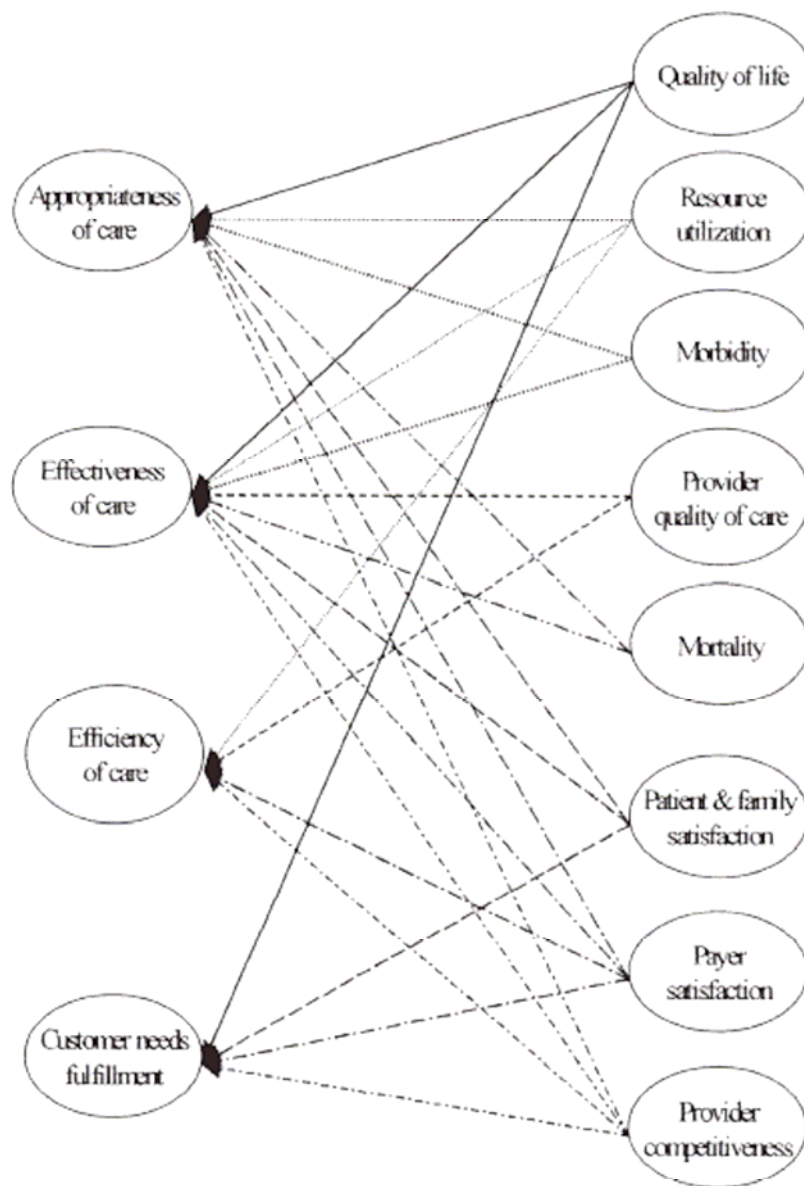 Appropriateness
of care
Effectiveness
of care
Efficiency
of care
Customer needs
fulfillment
Quality of life
Resource
utilization
Morbidity
Provider
quality of care
Mortality
Patient & family
satisfaction
Payer
satisfaction
Provider
competitiveness